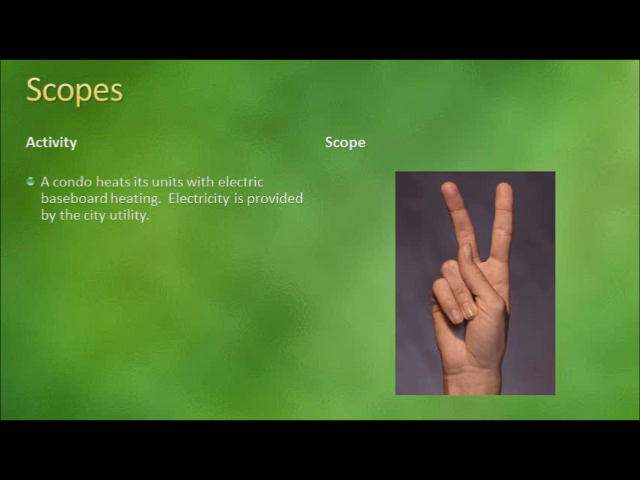 Scopes
Activity
Scope
A condo heats its units with electric
baseboard heating. Electricity is provided
by the city utility.